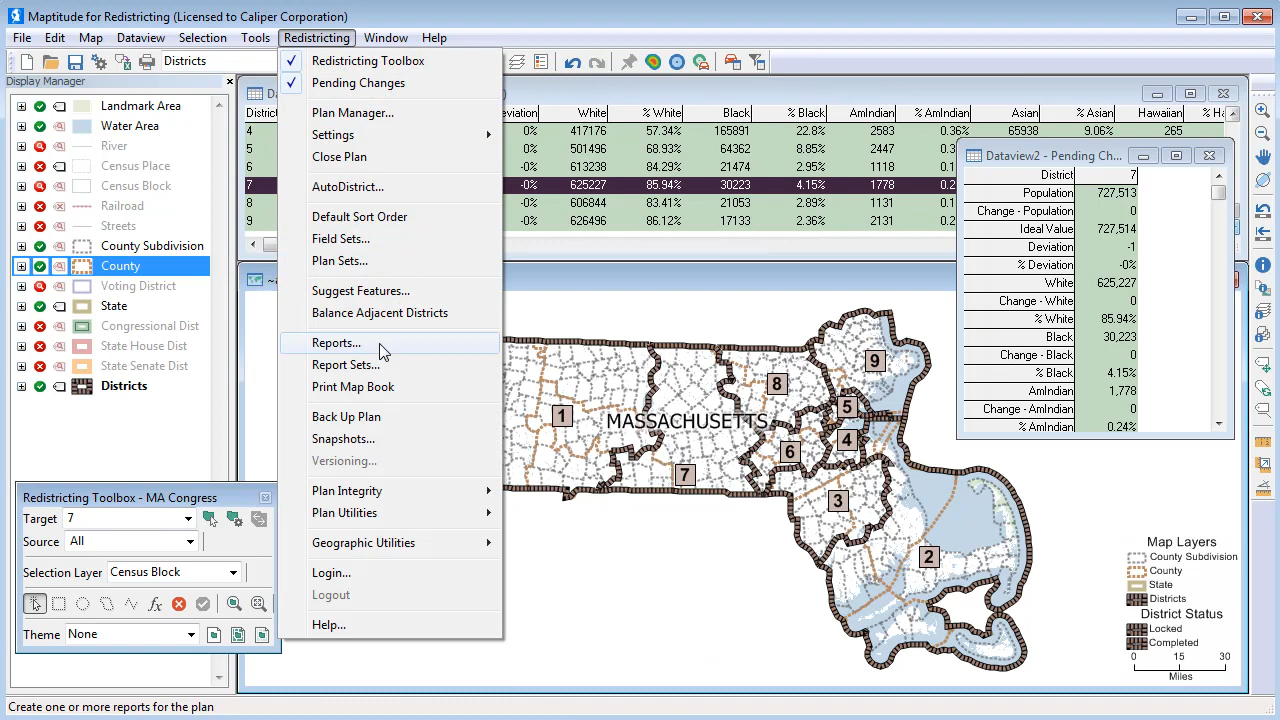 Maptitude for Redistricting (Licensed to Caliper Corporation)
File Edit Map Dataview Selection Tools Redistricting Window Help
Districts
Display Manager
Landmark Area
Water Area
River
Census Place
Census Block
Railroad
Streets
County Subdivision
County
Voting District
State
Congressional Dist
State House Dist
State Senate Dist
Districts
Redistricting Toolbox
Pending Changes
Plan Manager...
Settings
Close Plan
AutoDistrict...
Default Sort Order
Field Sets...
Plan Sets...
Suggest Features...
Balance Adjacent Districts
Reports...
Report Sets...
Print Map Book
Back Up Plan
Snapshots...
Versioning...
Plan Integrity
Plan Utilities
Geographic Utilities
Login...
Logout
Help...
White % White Black % Black AmIndian % AmIndian Asian % Asian Hawaiian
4 0% 417176 57.34% 165891 22.8% 2583 0.36% 65938 9.06% 265
5 0% 501496 68.93% 64362 8.85% 2447
6 -0% 613238 84.29% 21474 2.95% 1118
7 -0% 625227 85.94% 30223 4.15% 1778
8 -0% 606844 83.41% 21053 2.89% 1131
9 -0% 626496 86.12% 17133 2.36% 2131
Dataview2 - Pending Ch...
District 7
Population 727,513
Change - Population 0
Ideal Value 727,514
Deviation -1
% Deviation -0%
White 625,227
Change - White 0
% White 85.94%
Black 30,223
Change - Black 0
% Black 4.15%
AmIndian 1,778
Change - AmIndian 0
% AmIndian 0.24%
9
8
1
5
MASSACHUSETTS
4
6
7
3
2
Map Layers
County Subdivision
County
State
Districts
District Status
Locked
Completed
0 15 30
Miles
Redistricting Toolbox - MA Congress
Target 7
Source All
Selection Layer Census Block
Theme None
Create one or more reports for the plan